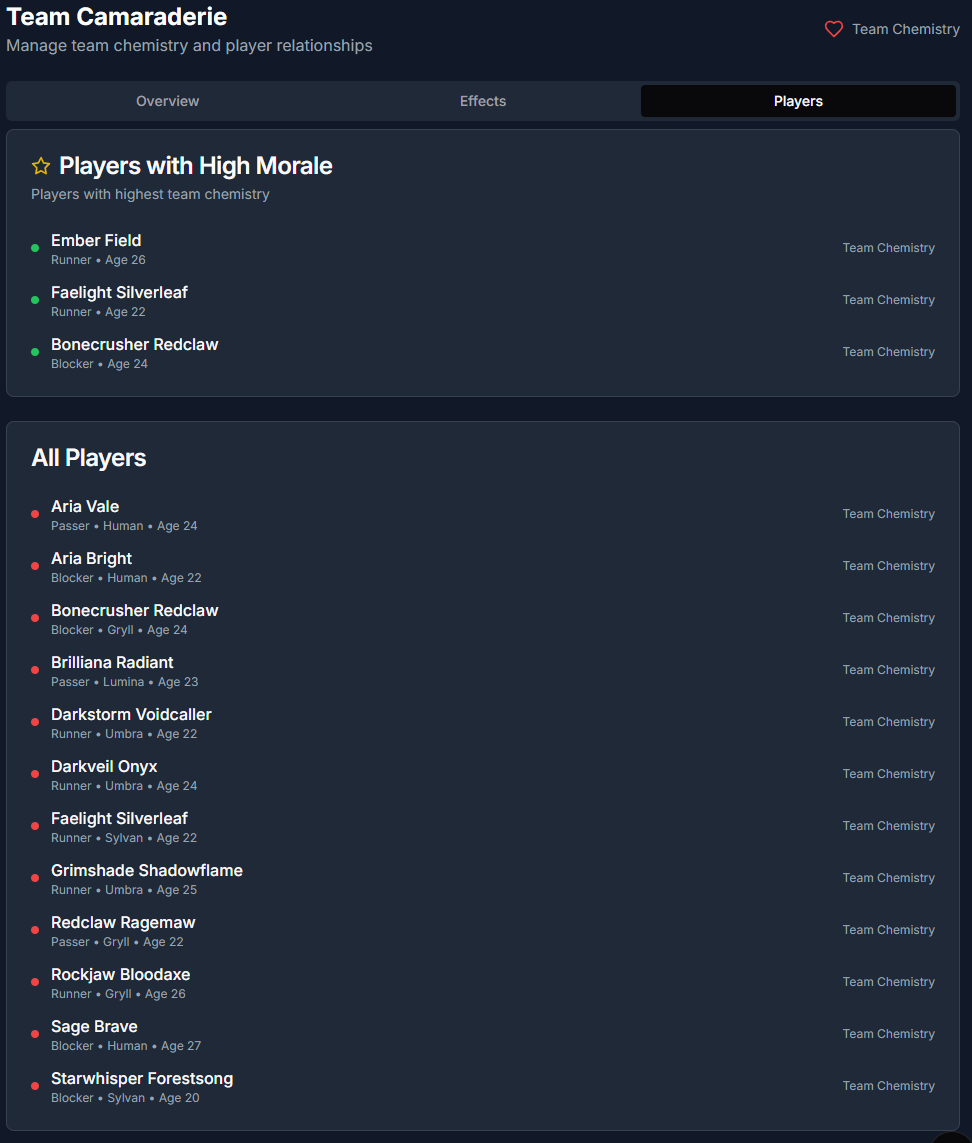 Team Camaraderie
Team Chemistry
Manage team chemistry and player relationships
Overview
Effects
Players
Players with High Morale
Players with highest team chemistry
Ember Field
Runner • Age 26
Team Chemistry
Faelight Silverleaf
Runner • Age 22
Team Chemistry
Bonecrusher Redclaw
Blocker • Age 24
Team Chemistry
All Players
Aria Vale
Passer • Human • Age 24
Team Chemistry
Aria Bright
Blocker • Human • Age 22
Team Chemistry
Bonecrusher Redclaw
Blocker • Gryll • Age 24
Team Chemistry
Brilliana Radiant
Passer • Lumina • Age 23
Team Chemistry
Darkstorm Voidcaller
Runner • Umbra • Age 22
Team Chemistry
Darkveil Onyx
Runner • Umbra • Age 24
Team Chemistry
Faelight Silverleaf
Runner • Sylvan • Age 22
Team Chemistry
Grimshade Shadowflame
Runner • Umbra • Age 25
Team Chemistry
Redclaw Ragemaw
Passer • Gryll • Age 22
Team Chemistry
Rockjaw Bloodaxe
Runner • Gryll • Age 26
Team Chemistry
Sage Brave
Blocker • Human • Age 27
Team Chemistry
Starwhisper Forestsong
Blocker • Sylvan • Age 20
Team Chemistry